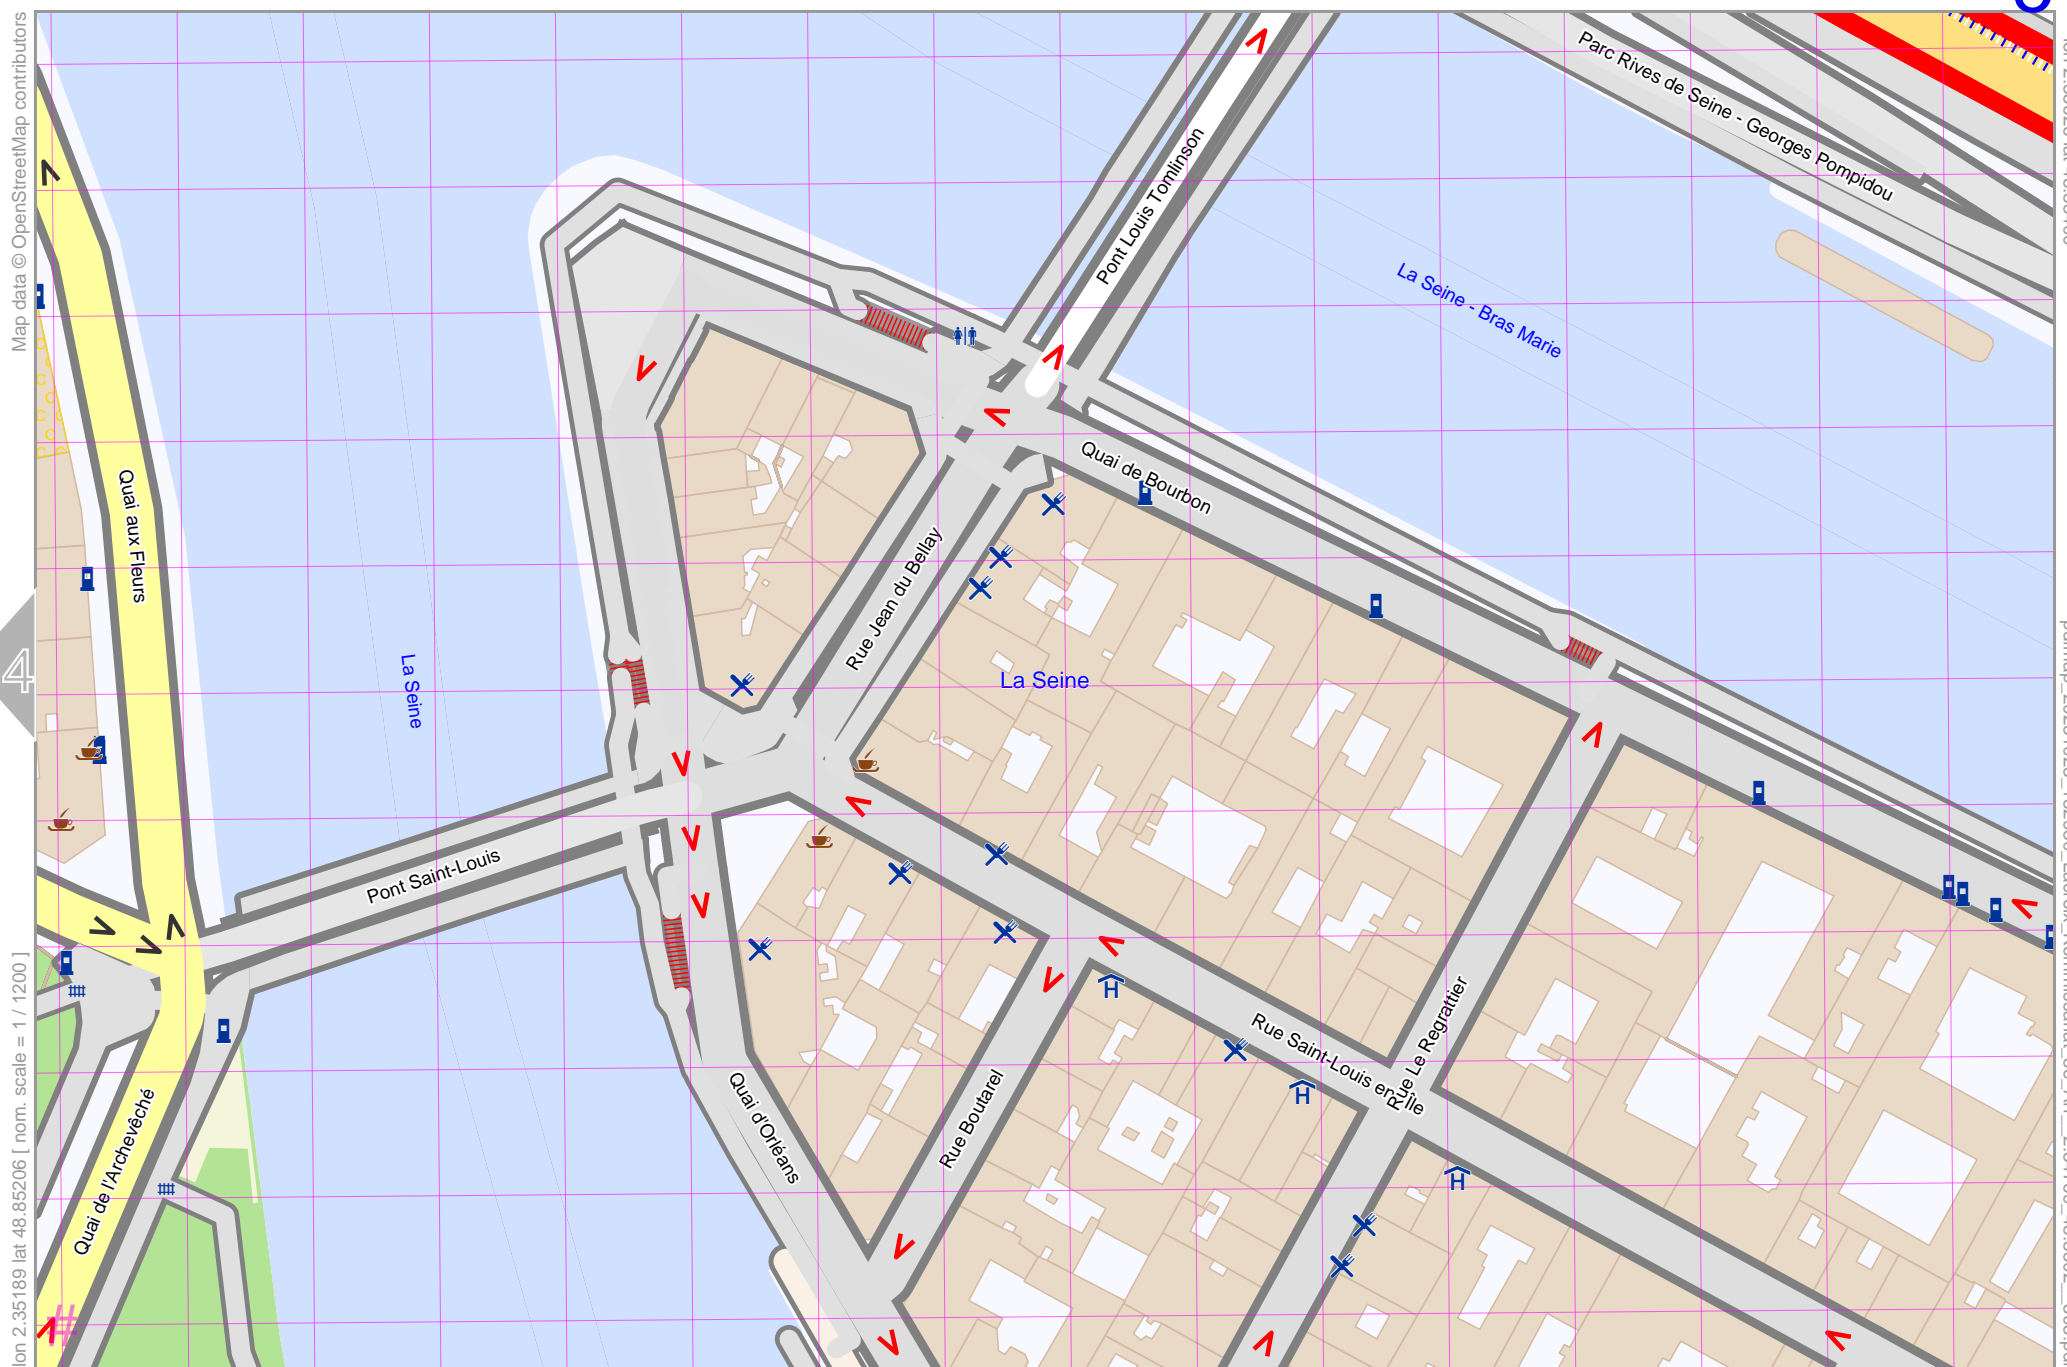 Map data © OpenStreetMap contributors
Parc Rives de Seine - Georges Pompidou
Pont Louis Tomlinson
La Seine - Bras Marie
Quai de Bourbon
Quai aux Fleurs
Rue Jean du Bellay
La Seine
La Seine
4
Pont Saint-Louis
Rue Le Regrattier
Rue Saint-Louis en l'Île
H
H
H
Rue Boutarel
Quai d'Orléans
Quai de l'Archevêché
#
lon 2.35189 lat 48.85206 [ nom. scale = 1 / 1200 ]